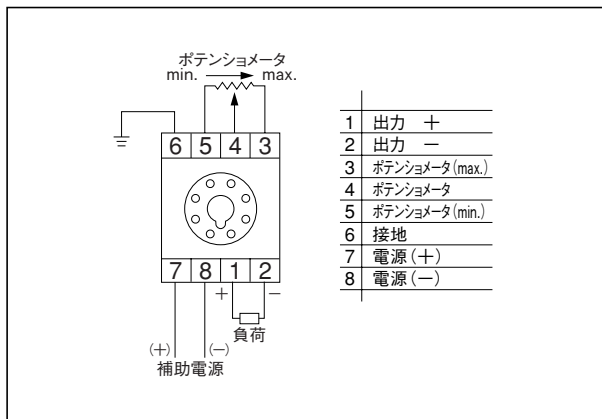 ポテンショメータ
min. max.
6 5 4 3
7 8 1 2
+ −
負荷
(+) (−)
補助電源
1 出力 +
2 出力 −
3 ポテンショメータ(max.)
4 ポテンショメータ
5 ポテンショメータ(min.)
6 接地
7 電源(+)
8 電源(−)